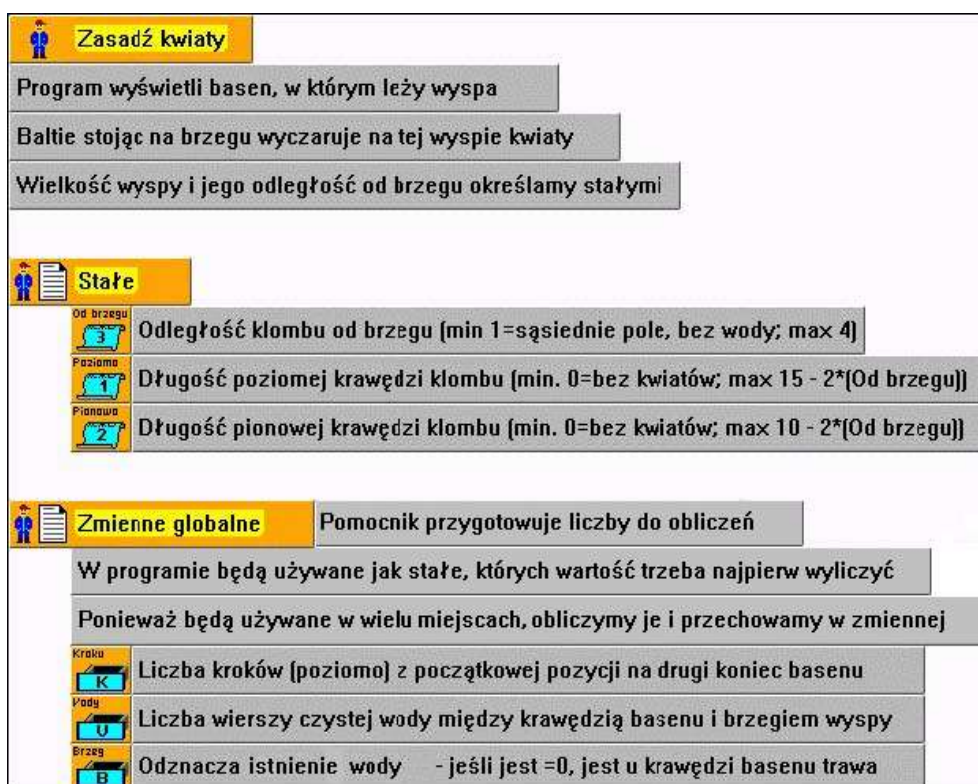 Zasadź kwiaty
Program wyświetli basen, w którym leży wyspa
Baltie stojąc na brzegu wyczaruje na tej wyspie kwiaty
Wielkość wyspy i jego odległość od brzegu określamy stałymi
Stałe
Od brzegu
3
Odległość klombu od brzegu (min 1=sąsiednie pole, bez wody; max 4)
Poziomo
1
Długość poziomej krawędzi klombu (min. 0=bez kwiatów; max 15 - 2*(Od brzegu))
Pionowo
2
Długość pionowej krawędzi klombu (min. 0=bez kwiatów; max 10 - 2*(Od brzegu))
Zmienne globalne Pomocnik przygotowuje liczby do obliczeń
W programie będą używane jak stałe, których wartość trzeba najpierw wyliczyć
Ponieważ będą używane w wielu miejscach, obliczymy je i przechowamy w zmiennej
Kroku
K
Liczba kroków (poziomo) z początkowej pozycji na drugi koniec basenu
Vody
U
Liczba wierszy czystej wody między krawędzią basenu i brzegiem wyspy
Brzeg
B
Odznacza istnienie wody - jeśli jest =0, jest u krawędzi basenu trawa